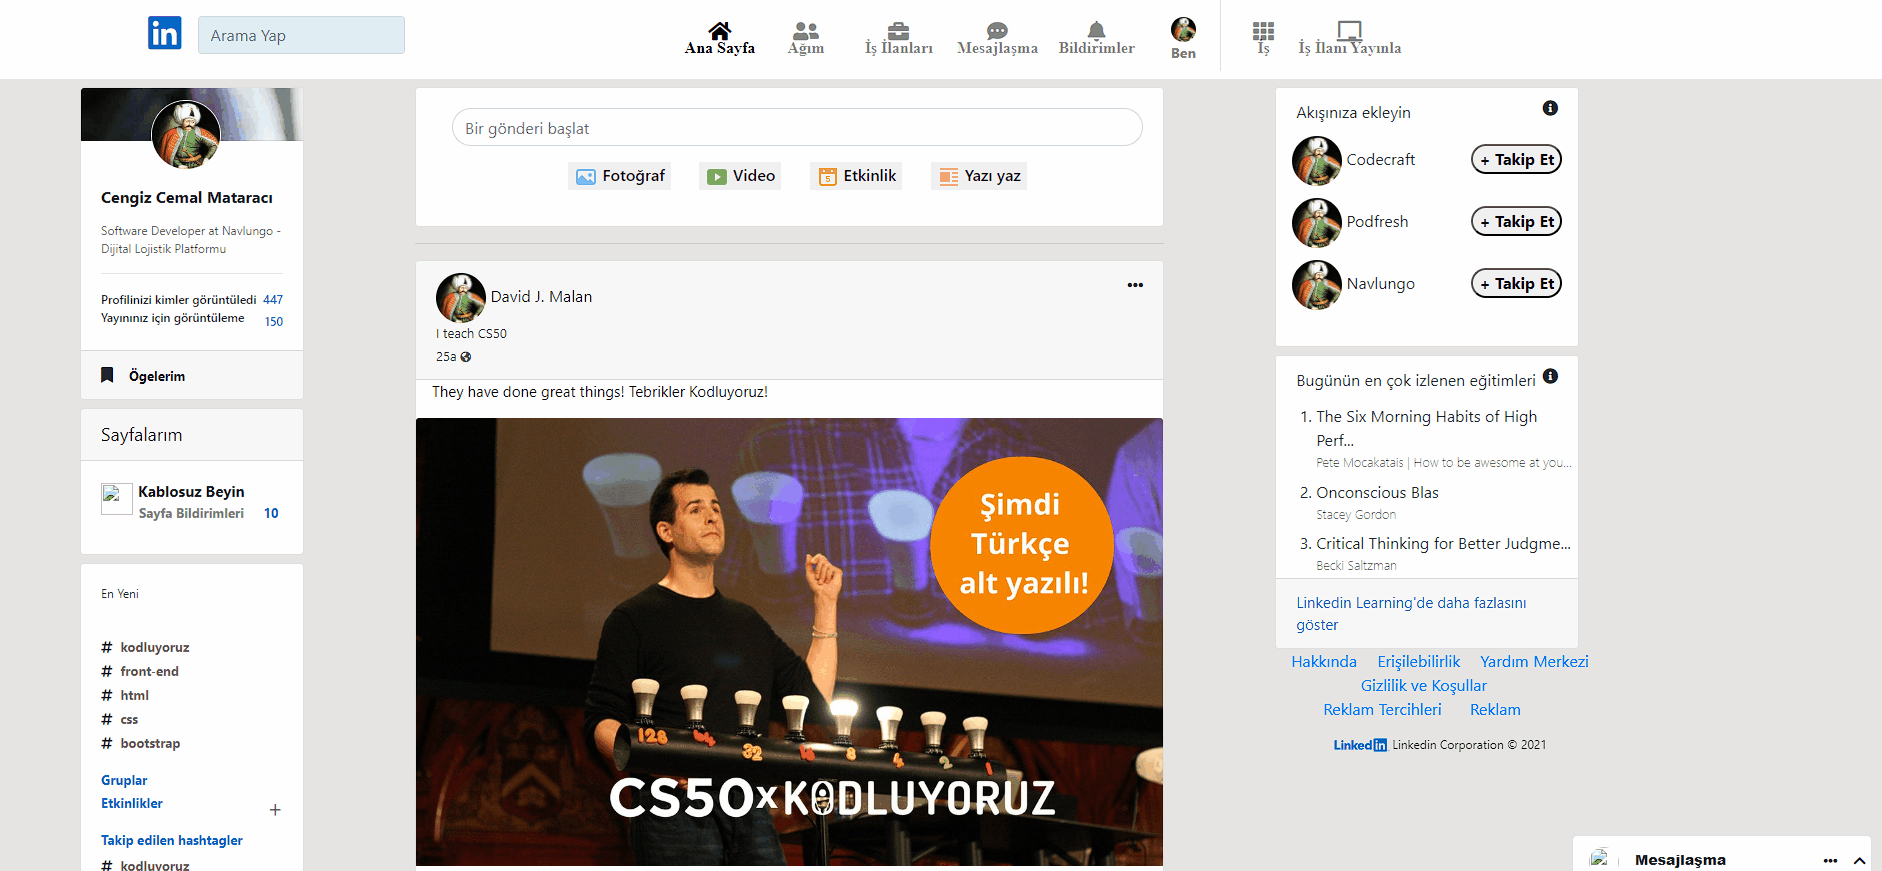 in
Arama Yap
Ana Sayfa
Ağım
İş İlanları
Mesajlaşma
Bildirimler
Ben
İş
İş İlanı Yayınla
Cengiz Cemal Mataracı
Software Developer at Navlungo -
Dijital Lojistik Platformu
Profilinizi kimler görüntüledi 447
Yayınınız için görüntüleme 150
Ögelerim
Sayfalarım
Kablosuz Beyin
Sayfa Bildirimleri 10
En Yeni
# kodluyoruz
# front-end
# html
# css
# bootstrap
Gruplar
Etkinlikler
+
Takip edilen hashtagler
# kodluyoruz
Bir gönderi başlat
Fotoğraf
Video
5 Etkinlik
Yazı yaz
David J. Malan
I teach CS50
25a
They have done great things! Tebrikler Kodluyoruz!
Şimdi
Türkçe
alt yazılı!
128 64 32 16 8 4 2 1
CS50xKODLUYORUZ
Akışınıza ekleyin
Codecraft
+ Takip Et
Podfresh
+ Takip Et
Navlungo
+ Takip Et
Bugünün en çok izlenen eğitimleri
1. The Six Morning Habits of High
Perf...
Pete Mocakatais | How to be awesome at you...
2. Onconscious Blas
Stacey Gordon
3. Critical Thinking for Better Judgme...
Becki Saltzman
Linkedin Learning'de daha fazlasını
göster
Hakkında Erişilebilirlik Yardım Merkezi
Gizlilik ve Koşullar
Reklam Tercihleri Reklam
Linkedin Linkedin Corporation © 2021
Mesajlaşma